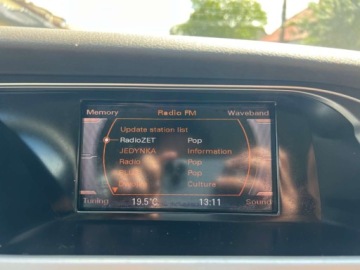 Memory Radio FM Waveband
Update station list
RadioZET Pop
JEDYNKA Information
Radio Pop
Pop
Radio Culture
Tuning 19.5°C 13:11 Sound